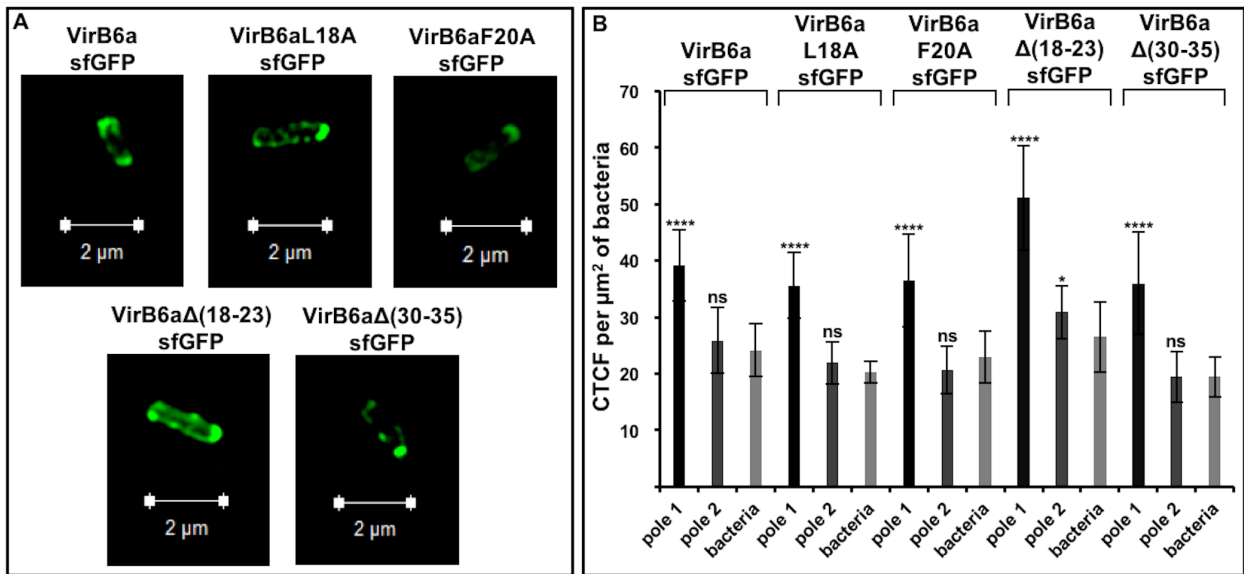 A
VirB6a
sfGFP
VirB6aL18A
sfGFP
VirB6aF20A
sfGFP
2 µm
2 µm
2 µm
VirB6aΔ(18-23)
sfGFP
VirB6aΔ(30-35)
sfGFP
2 µm
2 µm
B
VirB6a
sfGFP
VirB6a
L18A
sfGFP
VirB6a
F20A
sfGFP
VirB6a
Δ(18-23)
sfGFP
VirB6a
Δ(30-35)
sfGFP
CTCF per µm² of bacteria
70
60
50
40
30
20
10
****
ns
****
ns
****
ns
****
*
****
ns
pole 1
pole 2
bacteria
pole 1
pole 2
bacteria
pole 1
pole 2
bacteria
pole 1
pole 2
bacteria
pole 1
pole 2
bacteria